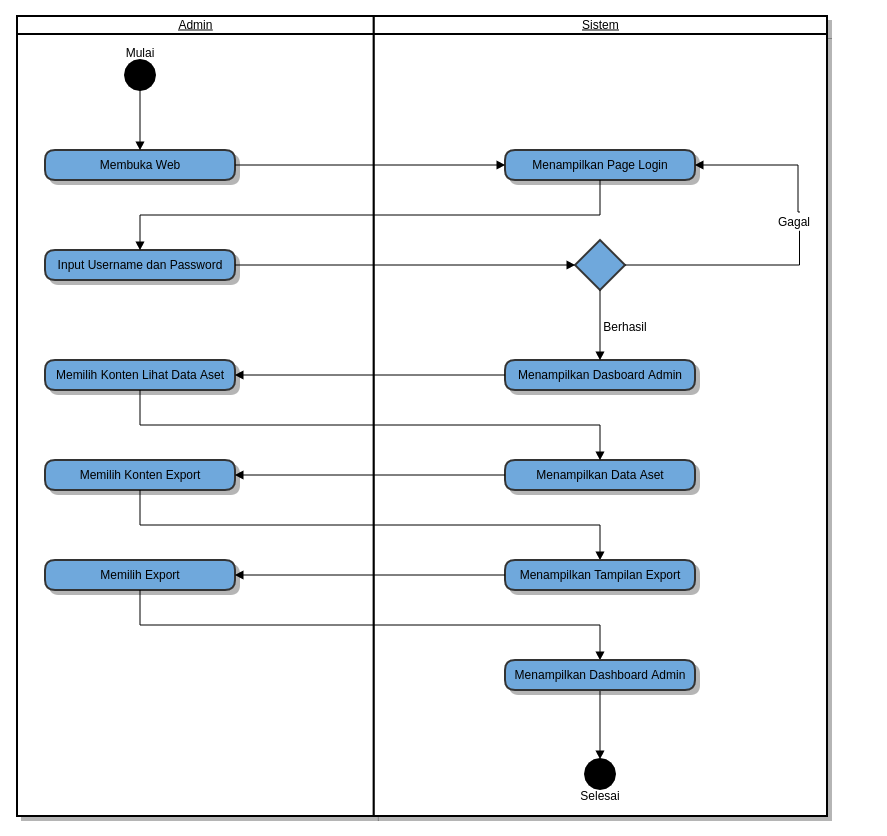 Admin
Sistem
Mulai
Membuka Web
Menampilkan Page Login
Gagal
Input Username dan Password
Berhasil
Memilih Konten Lihat Data Aset
Menampilkan Dasboard Admin
Memilih Konten Export
Menampilkan Data Aset
Memilih Export
Menampilkan Tampilan Export
Menampilkan Dashboard Admin
Selesai